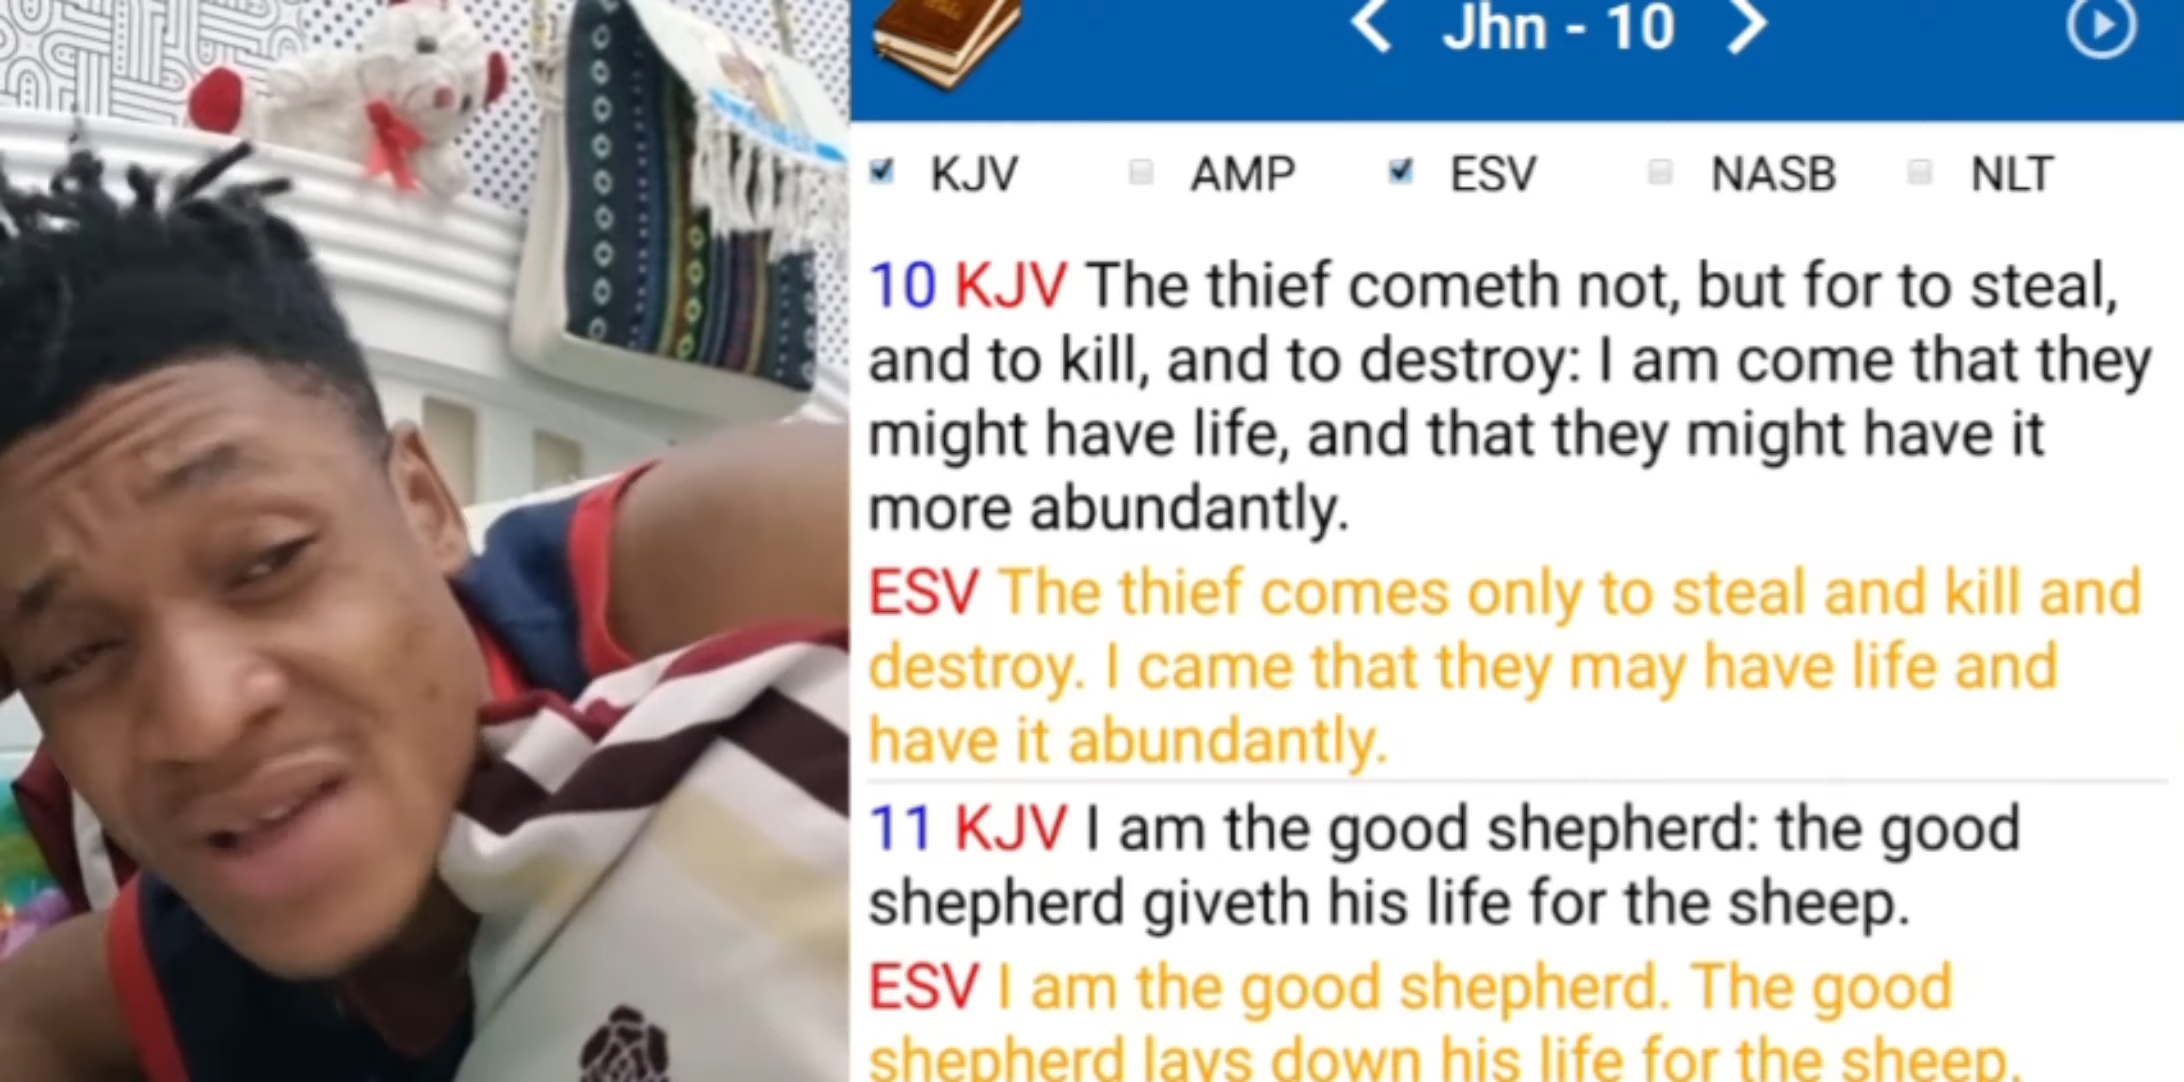 Jhn - 10
KJV AMP ESV NASB NLT
10 KJV The thief cometh not, but for to steal,
and to kill, and to destroy: I am come that they
might have life, and that they might have it
more abundantly.
ESV The thief comes only to steal and kill and
destroy. I came that they may have life and
have it abundantly.
11 KJV I am the good shepherd: the good
shepherd giveth his life for the sheep.
ESV I am the good shepherd. The good
shepherd lays down his life for the sheep.